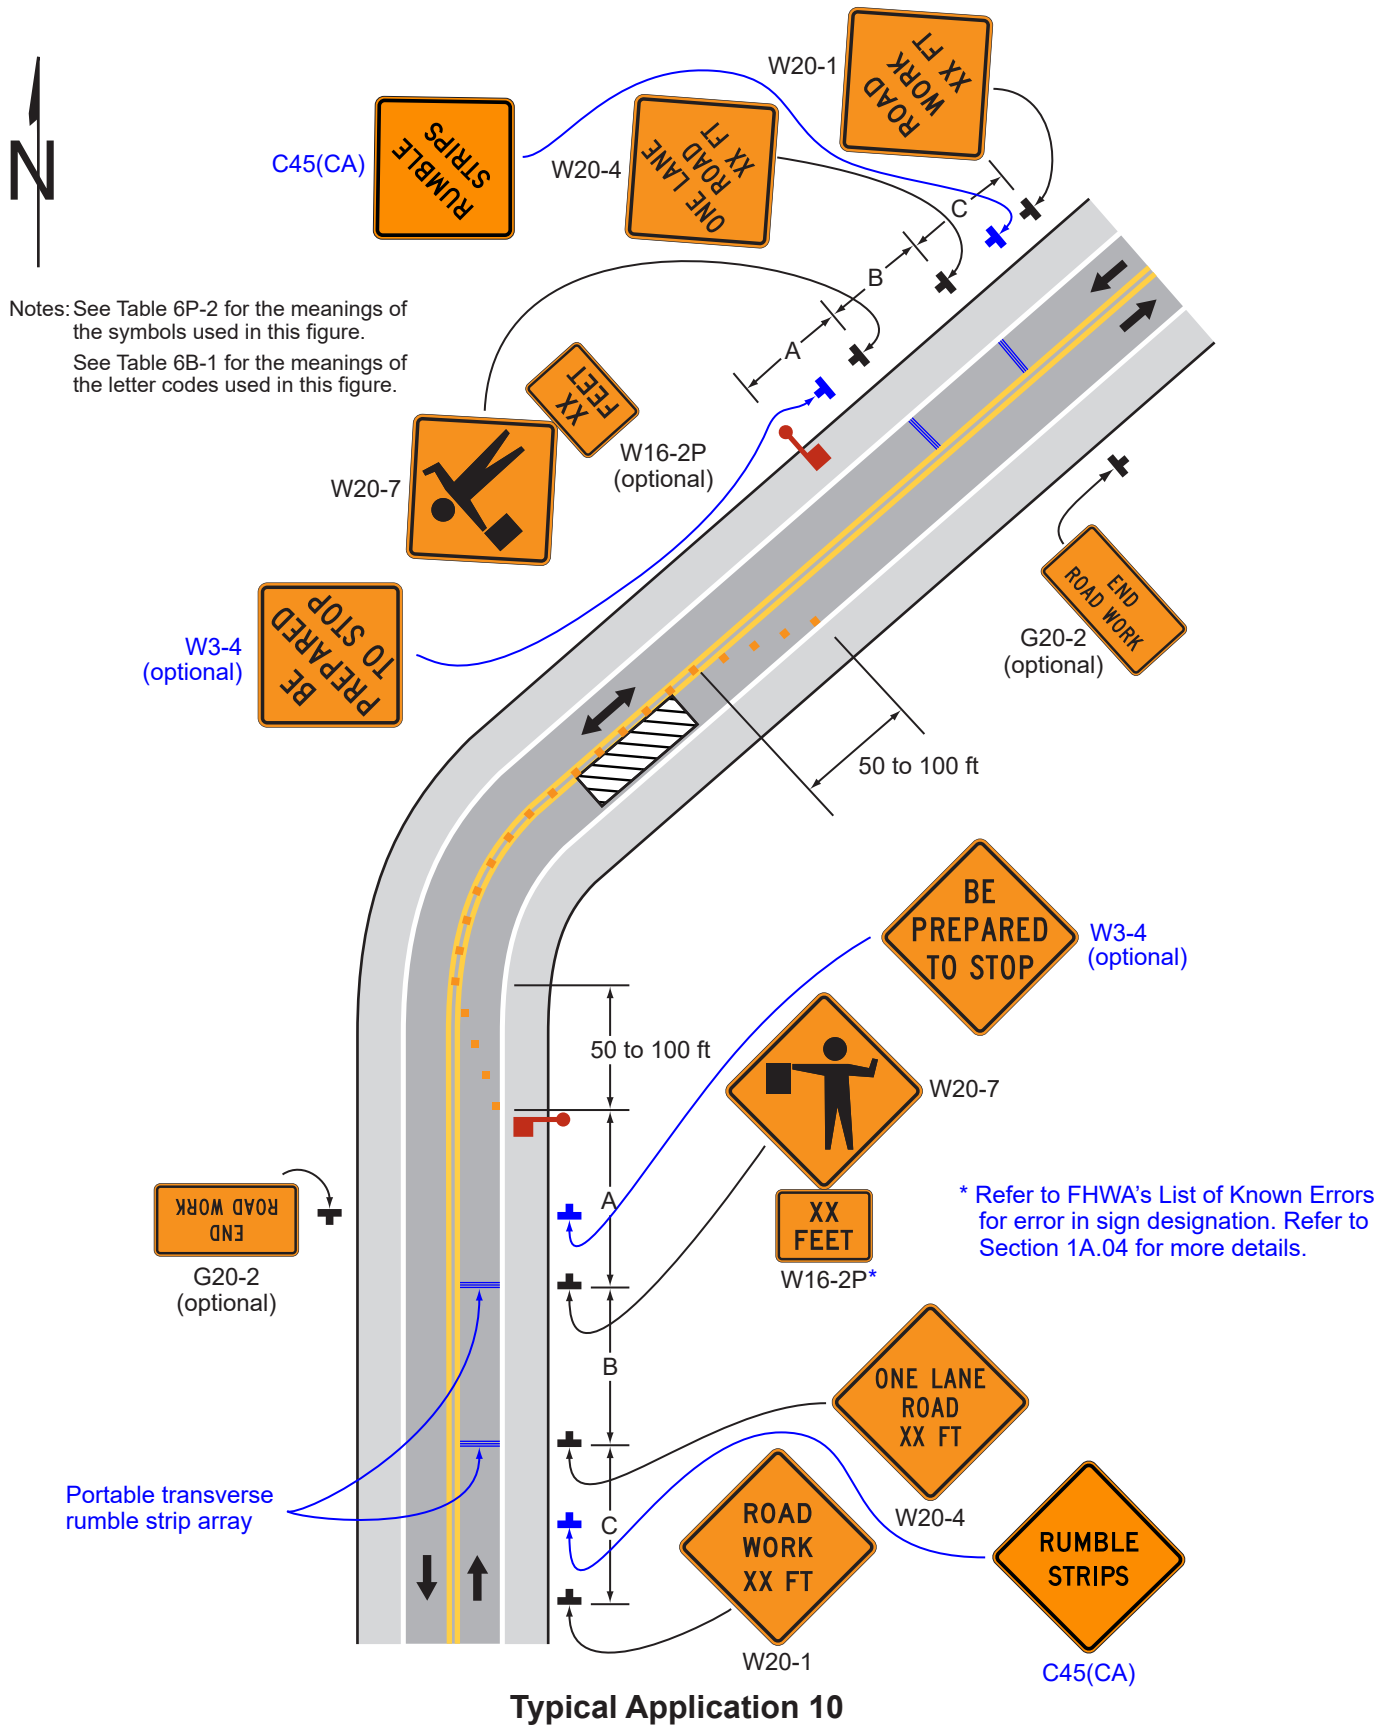 W20-1
ROAD
WORK
XX FT
C45(CA)
RUMBLE
STRIPS
W20-4
ONE LANE
ROAD
XX FT
N
C
B
A
Notes: See Table 6P-2 for the meanings of
the symbols used in this figure.
See Table 6B-1 for the meanings of
the letter codes used in this figure.
XX
FEET
W16-2P
(optional)
W20-7
END
ROAD WORK
G20-2
(optional)
W3-4
(optional)
BE
PREPARED
TO STOP
50 to 100 ft
BE
PREPARED
TO STOP
W3-4
(optional)
50 to 100 ft
W20-7
A
END
ROAD WORK
G20-2
(optional)
XX
FEET
W16-2P*
* Refer to FHWA's List of Known Errors
for error in sign designation. Refer to
Section 1A.04 for more details.
B
ONE LANE
ROAD
XX FT
W20-4
Portable transverse
rumble strip array
C
ROAD
WORK
XX FT
W20-1
RUMBLE
STRIPS
C45(CA)
Typical Application 10